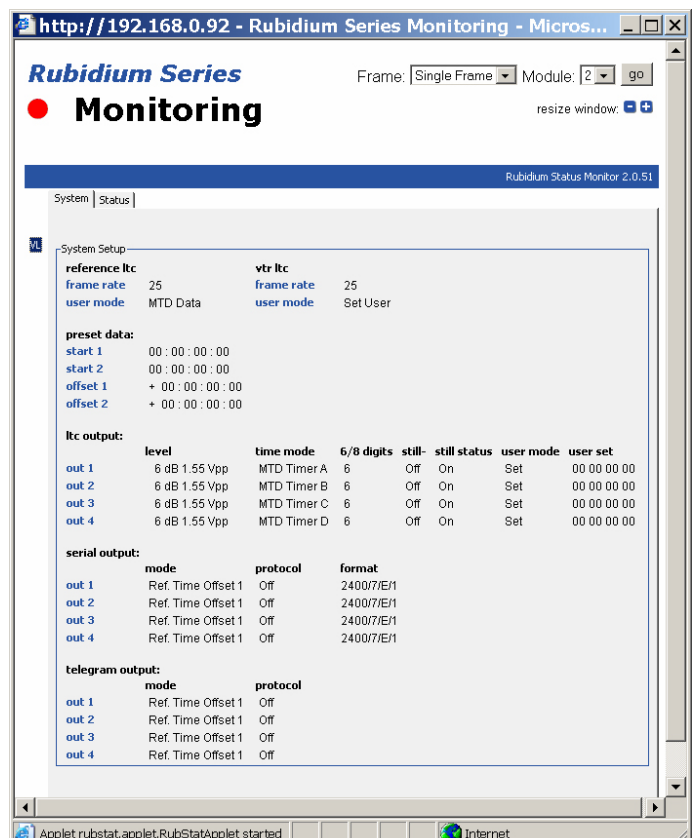 http://192.168.0.92 - Rubidium Series Monitoring - Micros...
Rubidium Series
Frame: Single Frame Module: 2 go
Monitoring
resize window:
Rubidium Status Monitor 2.0.51
System Status
VL
System Setup
reference ltc vtr ltc
frame rate 25 frame rate 25
user mode MTD Data user mode Set User
preset data:
start 1 00 : 00 : 00 : 00
start 2 00 : 00 : 00 : 00
offset 1 + 00 : 00 : 00 : 00
offset 2 + 00 : 00 : 00 : 00
ltc output:
level time mode 6/8 digits still- still status user mode user set
out 1 6 dB 1.55 Vpp MTD Timer A 6 Off On Set 00 00 00 00
out 2 6 dB 1.55 Vpp MTD Timer B 6 Off On Set 00 00 00 00
out 3 6 dB 1.55 Vpp MTD Timer C 6 Off On Set 00 00 00 00
out 4 6 dB 1.55 Vpp MTD Timer D 6 Off On Set 00 00 00 00
serial output:
mode protocol format
out 1 Ref. Time Offset 1 Off 2400/7/E/1
out 2 Ref. Time Offset 1 Off 2400/7/E/1
out 3 Ref. Time Offset 1 Off 2400/7/E/1
out 4 Ref. Time Offset 1 Off 2400/7/E/1
telegram output:
mode protocol
out 1 Ref. Time Offset 1 Off
out 2 Ref. Time Offset 1 Off
out 3 Ref. Time Offset 1 Off
out 4 Ref. Time Offset 1 Off
Applet rubstat.applet.RubStatApplet started Internet